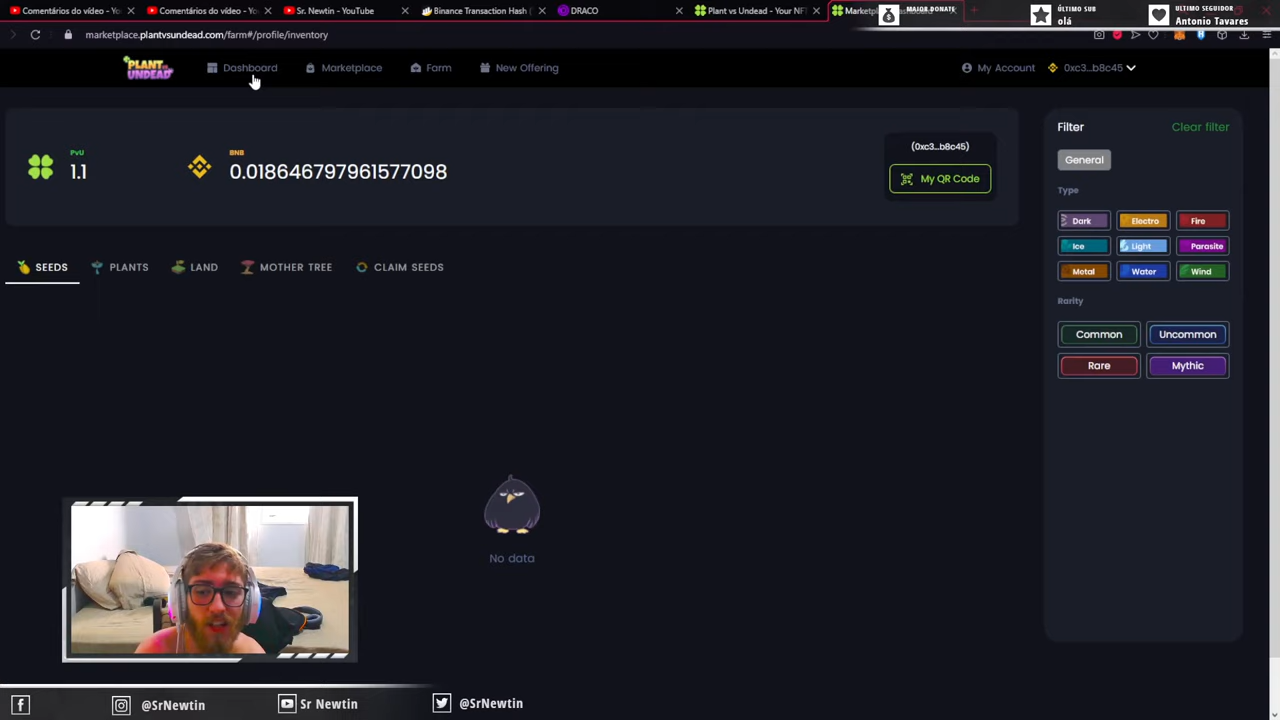 Comentários do vídeo - Yo
Comentários do vídeo - Yo
Sr. Newtin - YouTube
Binance Transaction Hash (
DRACO
Plant vs Undead - Your NF
MAIOR DONATE
ÚLTIMO SUB
olá
ÚLTIMO SEGUIDOR
Antonio Tavares
marketplace.plantvsundead.com/farm#/profile/inventory
PLANT VS UNDEAD
Dashboard
Marketplace
Farm
New Offering
My Account
0xc3...b8c45
PVU
1.1
BNB
0.018646797961577098
(0xc3...b8c45)
My QR Code
Filter
Clear filter
General
Type
Dark
Electro
Fire
Ice
Light
Parasite
Metal
Water
Wind
Rarity
Common
Uncommon
Rare
Mythic
SEEDS
PLANTS
LAND
MOTHER TREE
CLAIM SEEDS
No data
@SrNewtin
Sr Newtin
@SrNewtin